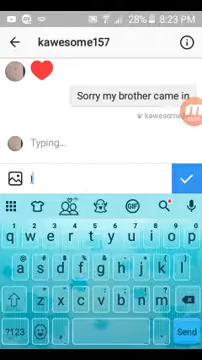 28% 8:23 PM
kawesome157
Sorry my brother came in
kawesome
Typing...
I
GIF
q w e r t y u i o p
a s d f g h j k l
z x c v b n m
?123
Send